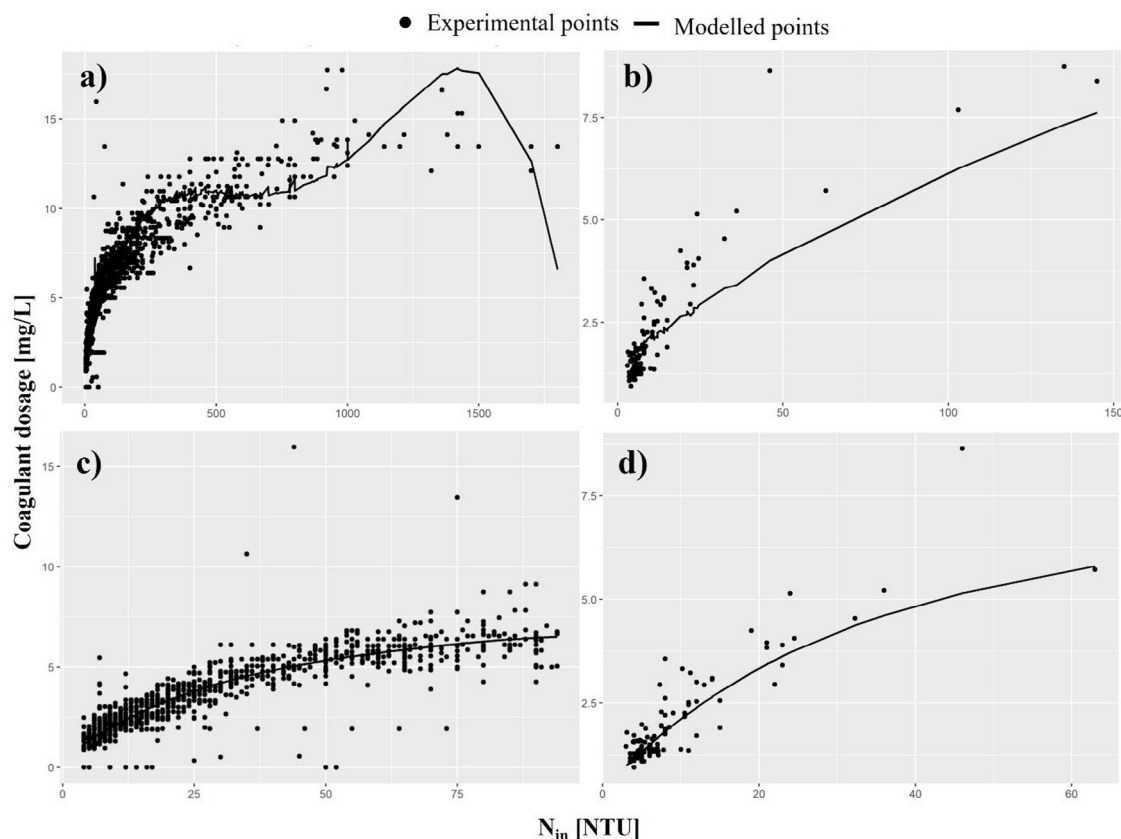 Experimental points Modelled points
a)
15
10
5
0
0 500 1000 1500
b)
7.5
5.0
2.5
0 50 100 150
Coagulant dosage [mg/L]
c)
15
10
5
0
0 25 50 75
d)
7.5
5.0
2.5
0 20 40 60
N_in [NTU]